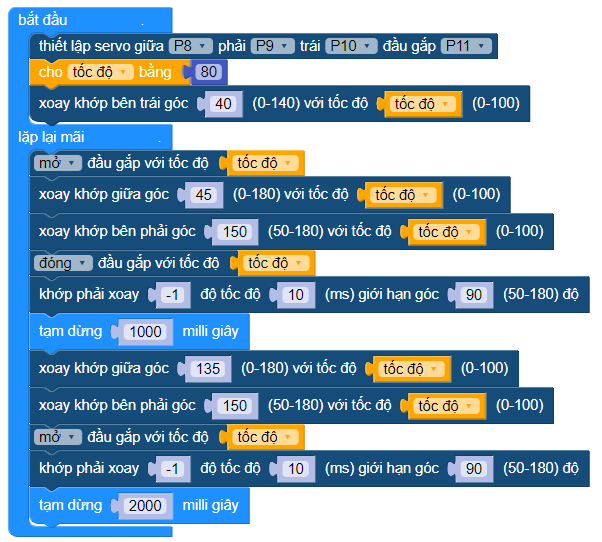 bắt đầu
thiết lập servo giữa P8 phải P9 trái P10 đầu gắp P11
cho tốc độ bằng 80
xoay khớp bên trái góc 40 (0-140) với tốc độ tốc độ (0-100)
lặp lại mãi
mở đầu gắp với tốc độ tốc độ
xoay khớp giữa góc 45 (0-180) với tốc độ tốc độ (0-100)
xoay khớp bên phải góc 150 (50-180) với tốc độ tốc độ (0-100)
đóng đầu gắp với tốc độ tốc độ
khớp phải xoay -1 độ tốc độ 10 (ms) giới hạn góc 90 (50-180) độ
tạm dừng 1000 milli giây
xoay khớp giữa góc 135 (0-180) với tốc độ tốc độ (0-100)
xoay khớp bên phải góc 150 (50-180) với tốc độ tốc độ (0-100)
mở đầu gắp với tốc độ tốc độ
khớp phải xoay -1 độ tốc độ 10 (ms) giới hạn góc 90 (50-180) độ
tạm dừng 2000 milli giây